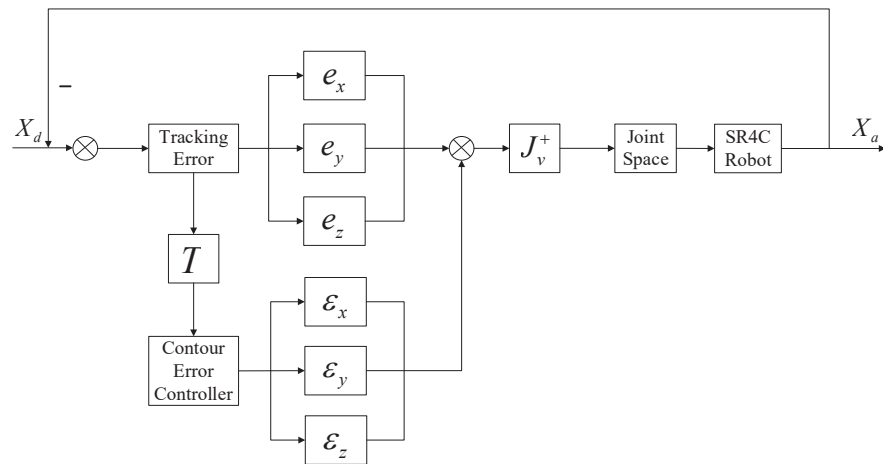 −
X_d
Tracking
Error
e_x
e_y
e_z
J_v^+
Joint
Space
SR4C
Robot
X_a
T
Contour
Error
Controller
ε_x
ε_y
ε_z